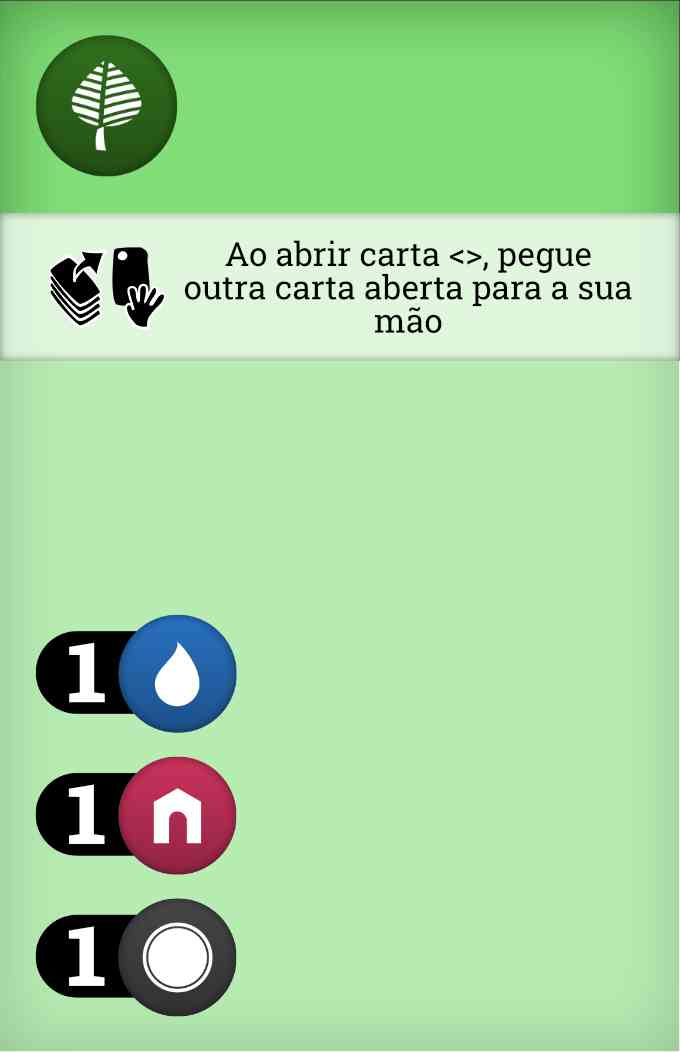 Ao abrir carta <>, pegue
outra carta aberta para a sua
mão
1
1
1